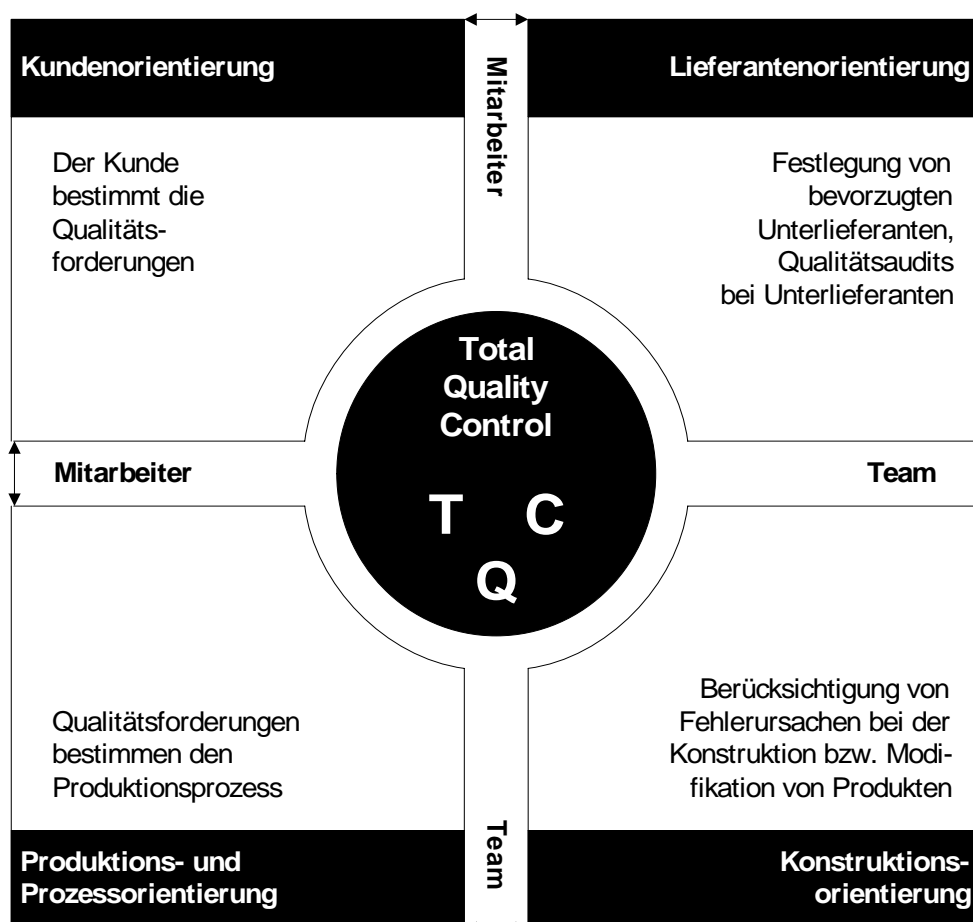 Kundenorientierung
Mitarbeiter
Lieferantenorientierung
Der Kunde
bestimmt die
Qualitäts-
forderungen
Festlegung von
bevorzugten
Unterlieferanten,
Qualitätsaudits
bei Unterlieferanten
Total
Quality
Control
Mitarbeiter
Team
T C
Q
Qualitätsforderungen
bestimmen den
Produktionsprozess
Berücksichtigung von
Fehlerursachen bei der
Konstruktion bzw. Modi-
fikation von Produkten
Produktions- und
Prozessorientierung
Team
Konstruktions-
orientierung